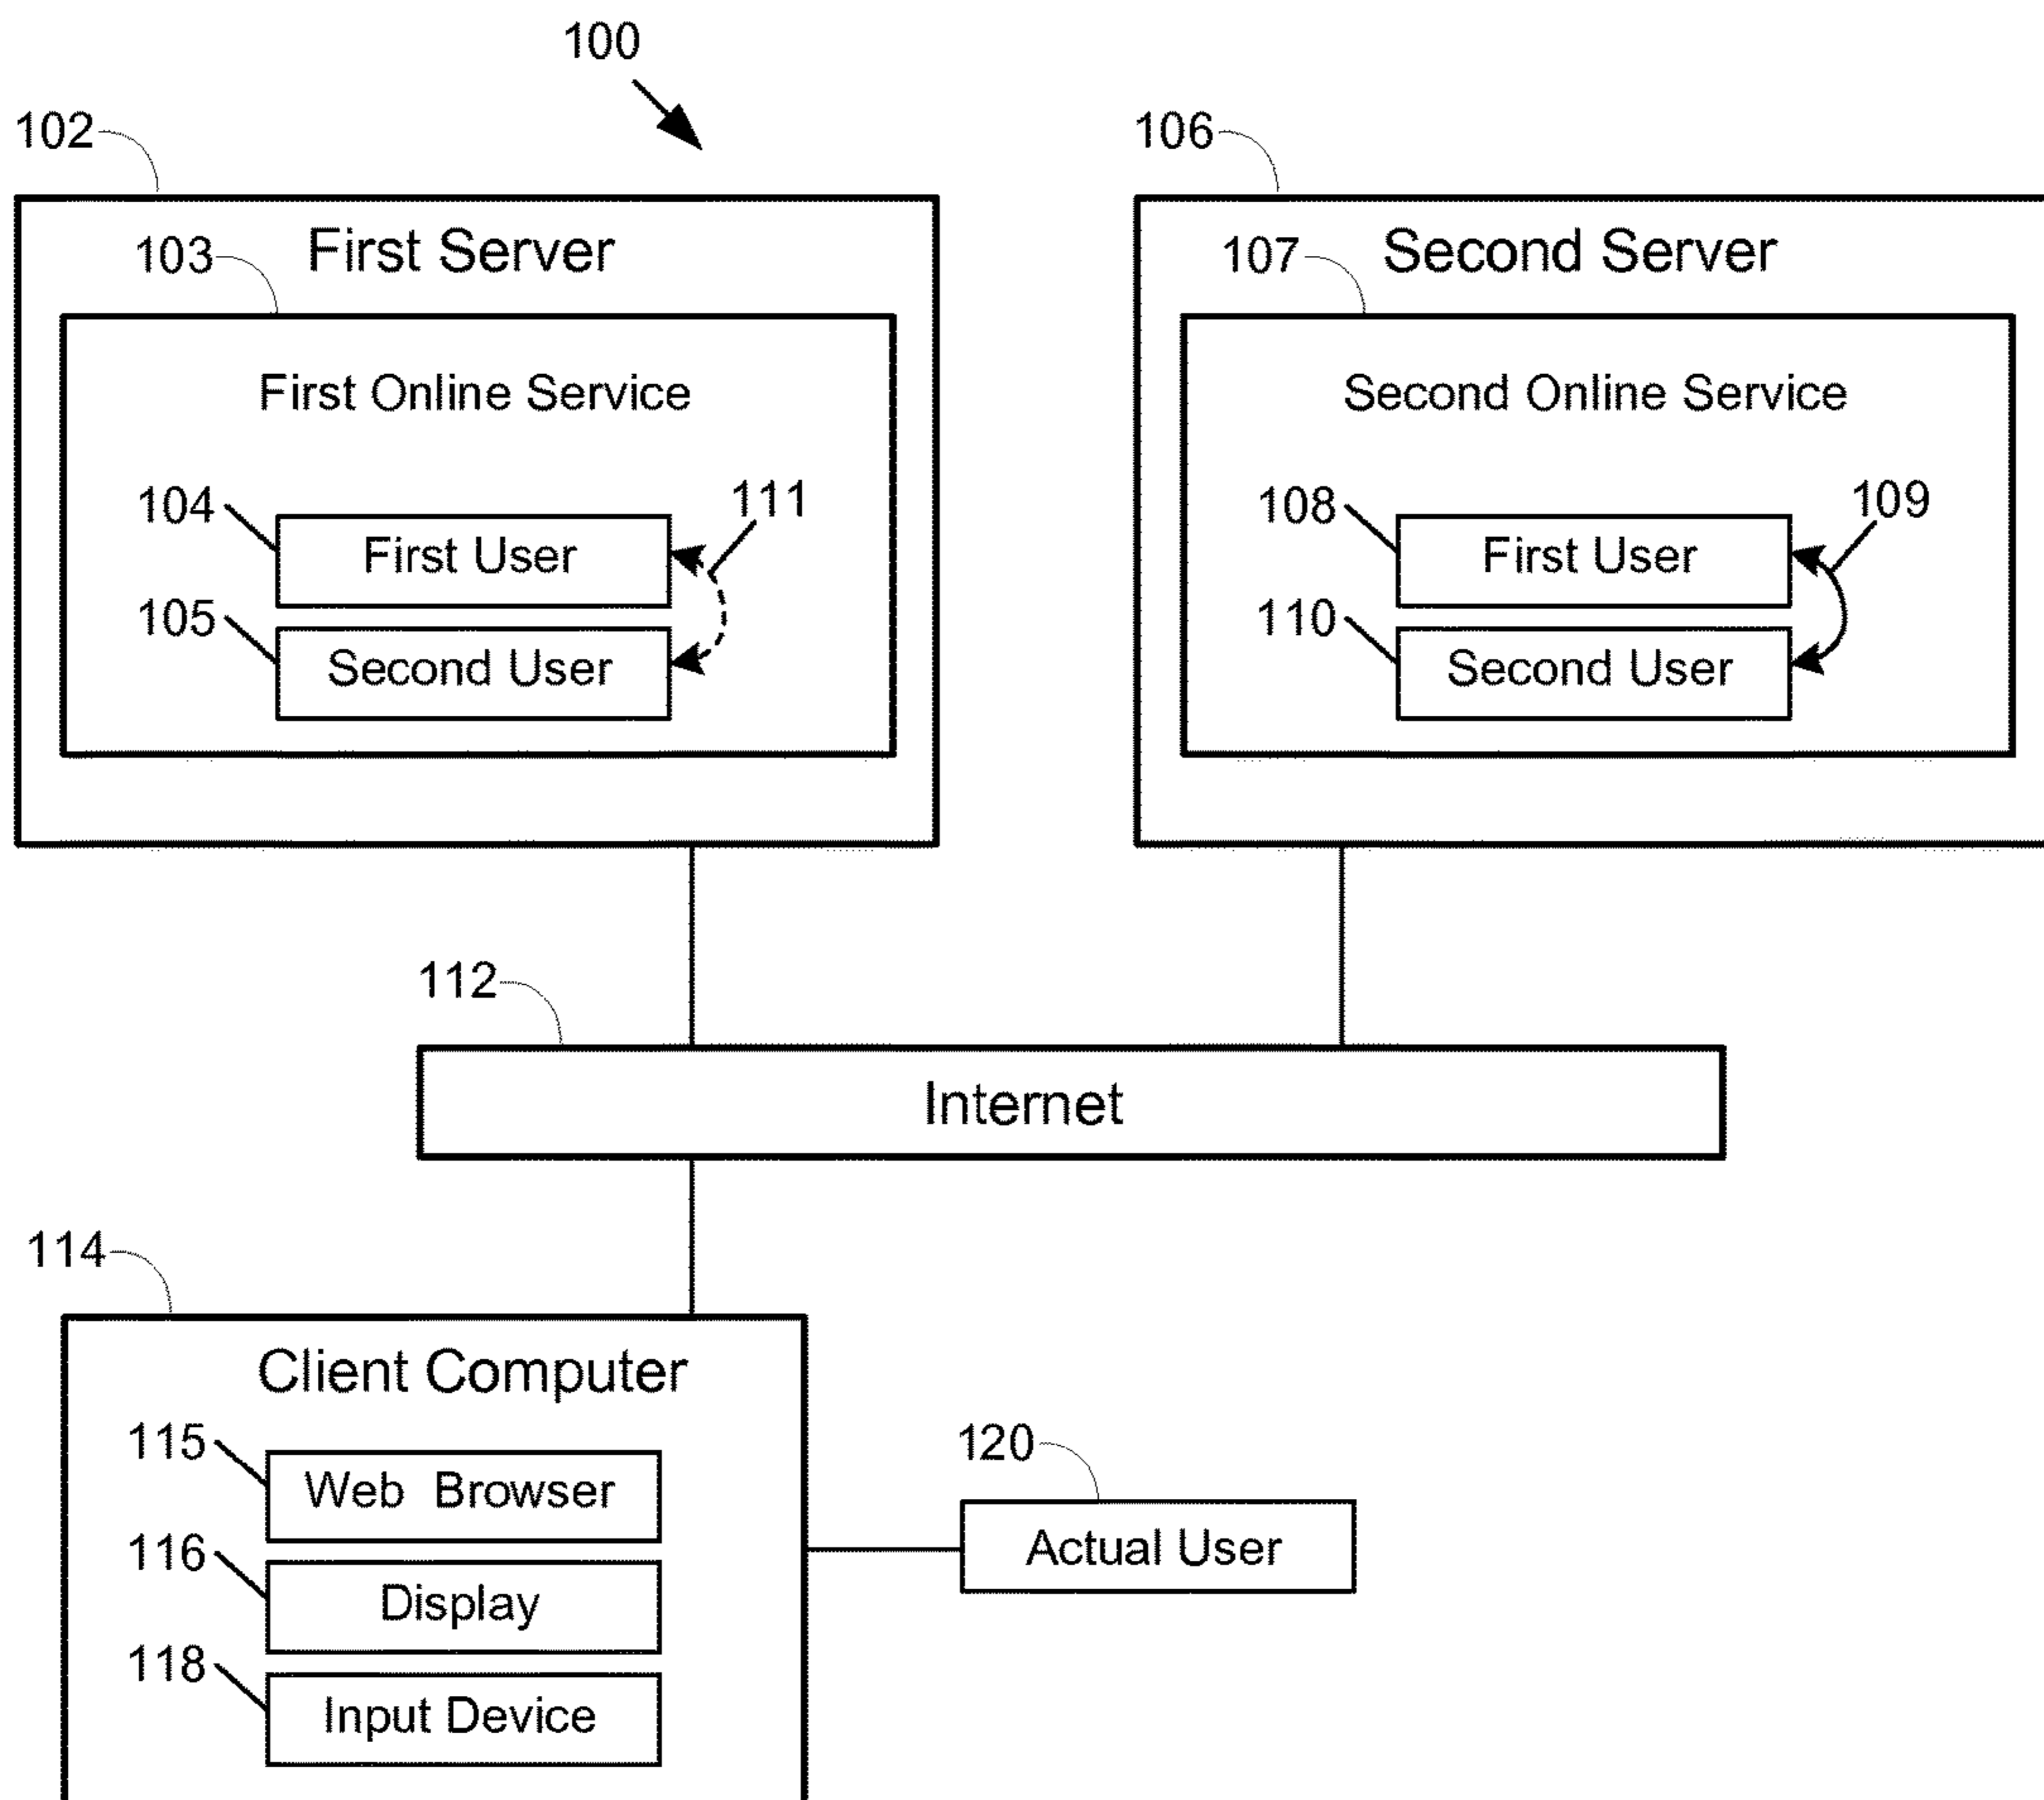 100
102
106
First Server
Second Server
103
107
First Online Service
Second Online Service
104
111
First User
105
Second User
108
109
First User
110
Second User
112
Internet
114
Client Computer
115
Web Browser
116
Display
118
Input Device
120
Actual User